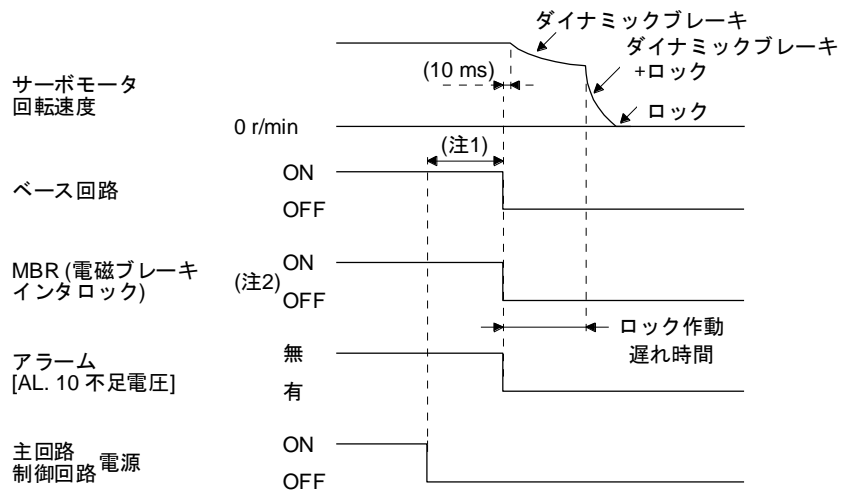 ダイナミックブレーキ
ダイナミックブレーキ
+ロック
ロック
(10 ms)
サーボモータ
回転速度
0 r/min
(注1)
ベース回路
ON
OFF
MBR (電磁ブレーキ
インタロック)
(注2)
ON
OFF
ロック作動
遅れ時間
アラーム
[AL. 10 不足電圧]
無
有
主回路
制御回路
電源
ON
OFF